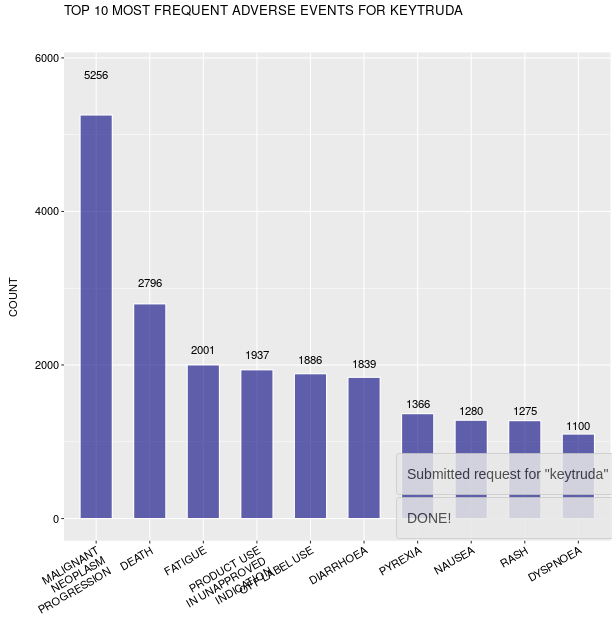 TOP 10 MOST FREQUENT ADVERSE EVENTS FOR KEYTRUDA
6000
5256
4000
COUNT
2796
2001
1937
1886
1839
2000
1366
1280
1275
1100
Submitted request for "keytruda"
0
DONE!
MALIGNANT
NEOPLASM
PROGRESSION
DEATH
FATIGUE
PRODUCT USE
IN UNAPPROVED
INDICATION
OFF LABEL USE
DIARRHOEA
PYREXIA
NAUSEA
RASH
DYSPNOEA